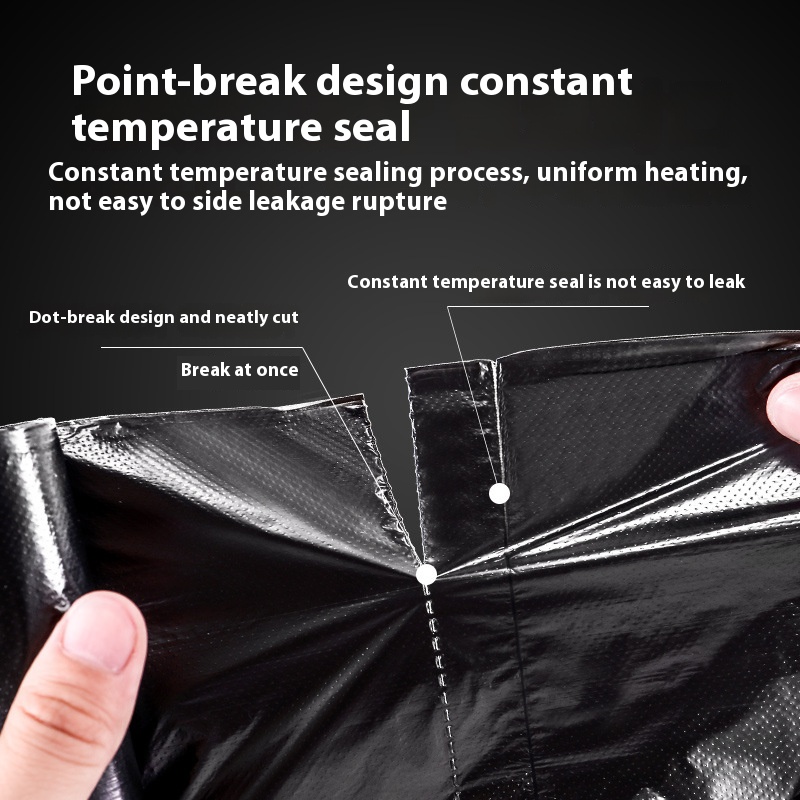 Point-break design constant
temperature seal
Constant temperature sealing process, uniform heating,
not easy to side leakage rupture
Constant temperature seal is not easy to leak
Dot-break design and neatly cut
Break at once